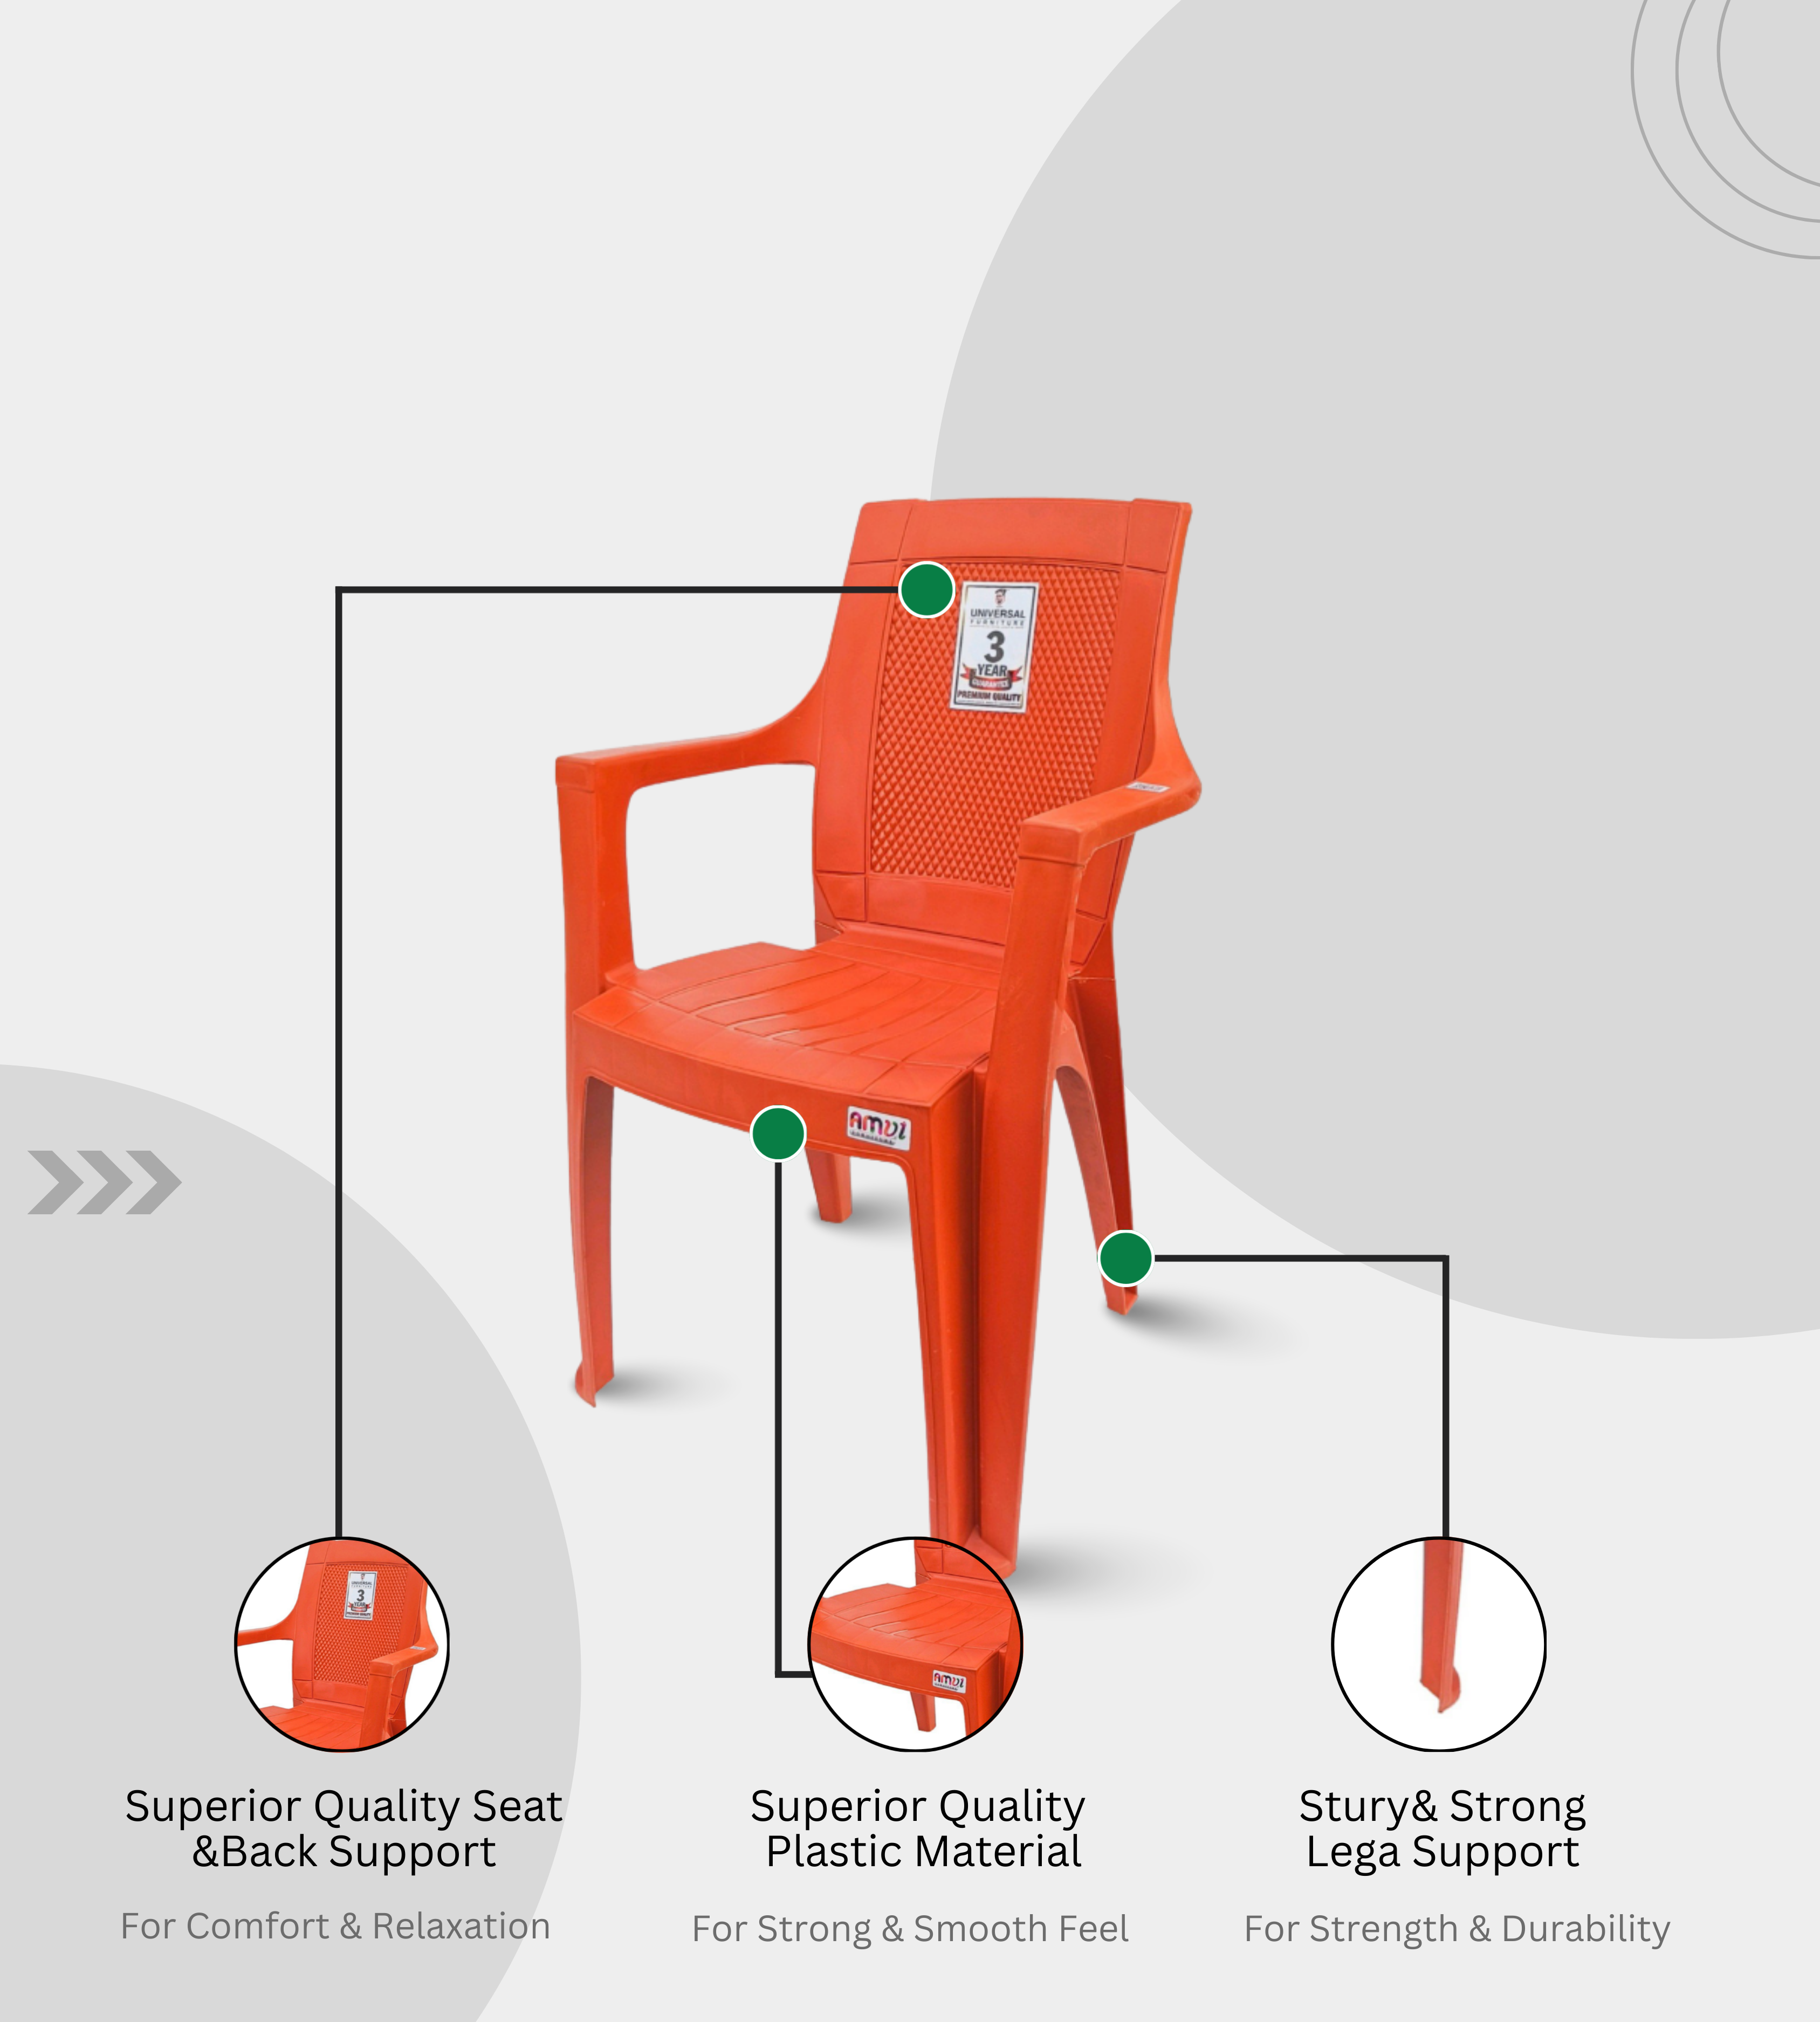 UNIVERSAL
FURNITURE
3
YEAR
PREMIUM QUALITY
AMUL
Superior Quality Seat
&Back Support
For Comfort & Relaxation
Superior Quality
Plastic Material
For Strong & Smooth Feel
Stury& Strong
Lega Support
For Strength & Durability